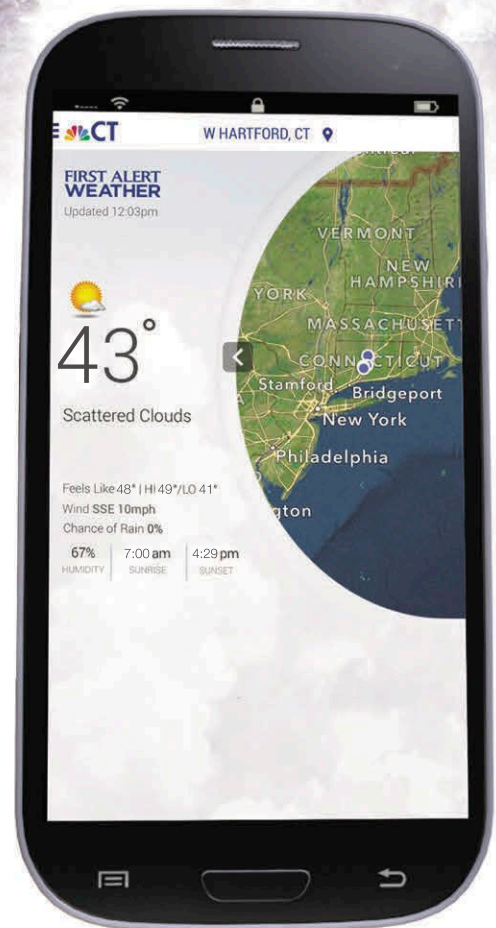 CT
W HARTFORD, CT
FIRST ALERT
WEATHER
Updated 12:03pm
43°
Scattered Clouds
Feels Like 48° | HI 49°/LO 41°
Wind SSE 10mph
Chance of Rain 0%
67% 7:00 am 4:29 pm
HUMIDITY SUNRISE SUNSET
VERMONT
NEW
HAMPSHIR
YORK
MASSACHUSET
CONNECTICUT
Stamford
Bridgeport
New York
Philadelphia
gton